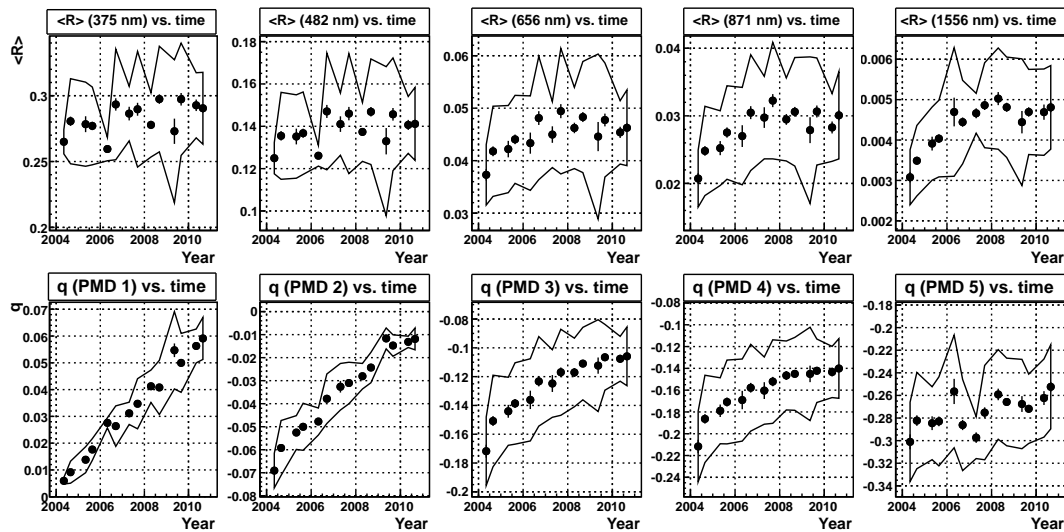 <R> (375 nm) vs. time
<R> (482 nm) vs. time
<R> (656 nm) vs. time
<R> (871 nm) vs. time
<R> (1556 nm) vs. time
<R>
0.3
0.25
0.2
0.18
0.16
0.14
0.12
0.1
0.06
0.05
0.04
0.03
0.04
0.03
0.02
0.006
0.005
0.004
0.003
0.002
2004 2006 2008 2010
2004 2006 2008 2010
2004 2006 2008 2010
2004 2006 2008 2010
2004 2006 2008 2010
Year
Year
Year
Year
Year
q (PMD 1) vs. time
q (PMD 2) vs. time
q (PMD 3) vs. time
q (PMD 4) vs. time
q (PMD 5) vs. time
q
0.07
0.06
0.05
0.04
0.03
0.02
0.01
0
0
-0.01
-0.02
-0.03
-0.04
-0.05
-0.06
-0.07
-0.08
-0.08
-0.1
-0.12
-0.14
-0.16
-0.18
-0.2
-0.08
-0.1
-0.12
-0.14
-0.16
-0.18
-0.2
-0.22
-0.24
-0.18
-0.2
-0.22
-0.24
-0.26
-0.28
-0.3
-0.32
-0.34
2004 2006 2008 2010
2004 2006 2008 2010
2004 2006 2008 2010
2004 2006 2008 2010
2004 2006 2008 2010
Year
Year
Year
Year
Year